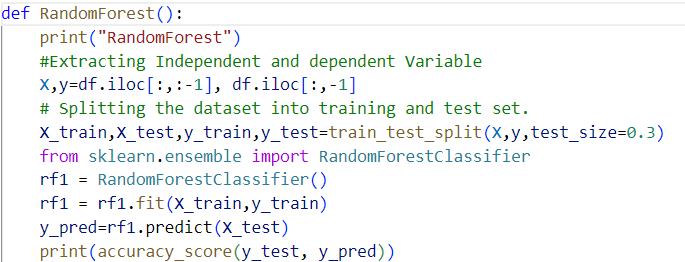 def RandomForest():
    print("RandomForest")
    #Extracting Independent and dependent Variable
    X,y=df.iloc[:,:-1], df.iloc[:,-1]
    # Splitting the dataset into training and test set.
    X_train,X_test,y_train,y_test=train_test_split(X,y,test_size=0.3)
    from sklearn.ensemble import RandomForestClassifier
    rf1 = RandomForestClassifier()
    rf1 = rf1.fit(X_train,y_train)
    y_pred=rf1.predict(X_test)
    print(accuracy_score(y_test, y_pred))